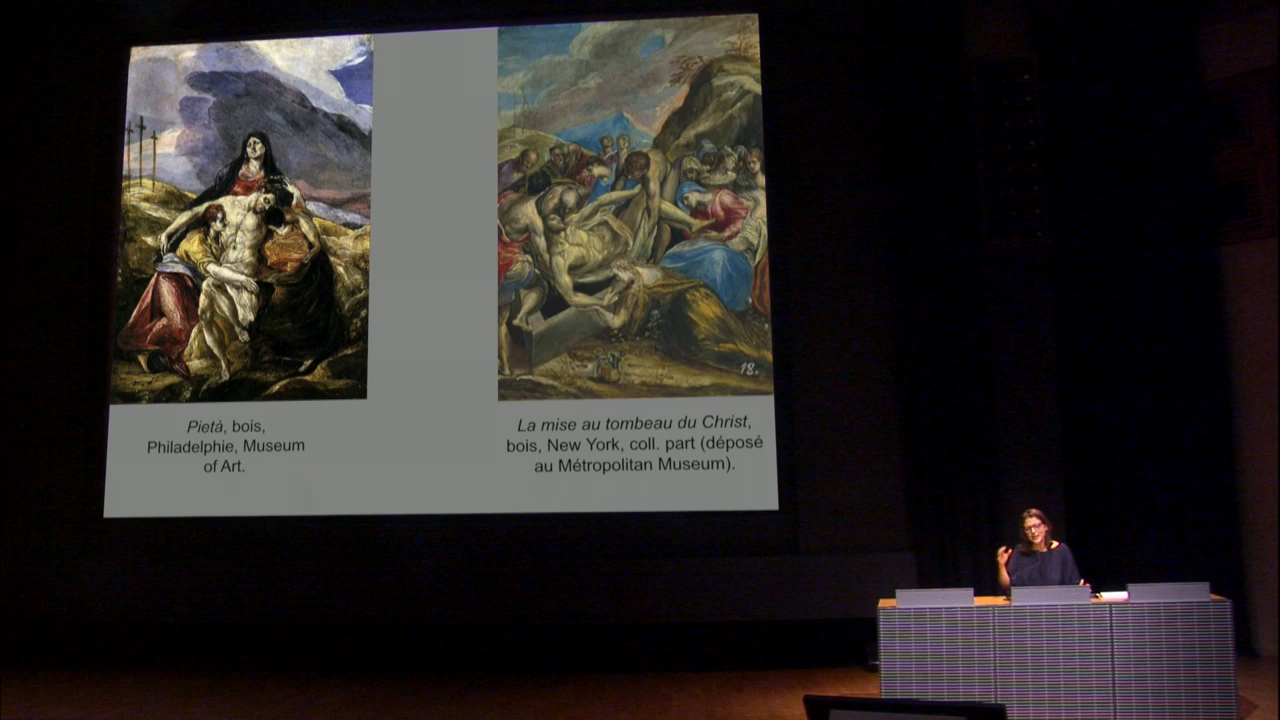 18.
Pietà, bois,
Philadelphie, Museum
of Art.
La mise au tombeau du Christ,
bois, New York, coll. part (déposé
au Métropolitan Museum).